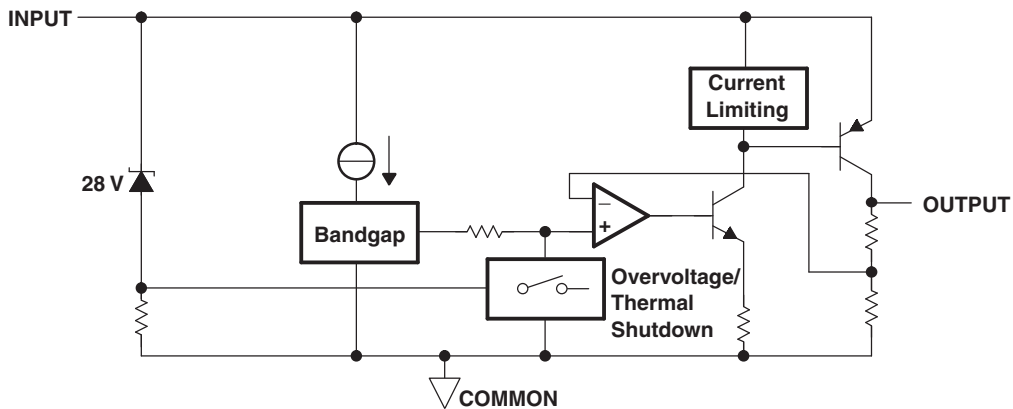 INPUT
Current
Limiting
28 V
Bandgap
−
+
OUTPUT
Overvoltage/
Thermal
Shutdown
COMMON